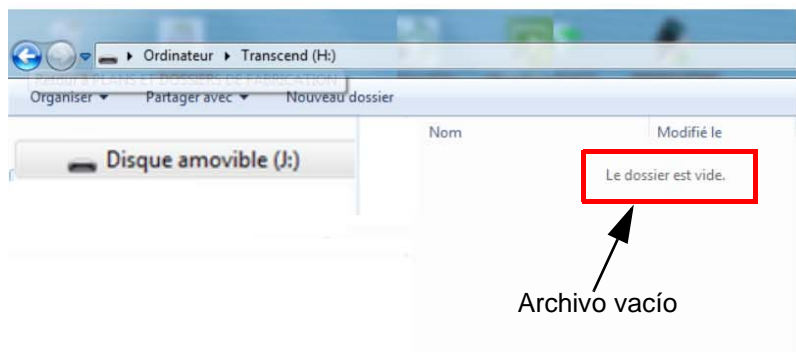 Ordinateur Transcend (H:)
Retour à PLANS ET DOSSIERS DE FABRICATION
Organiser Partager avec Nouveau dossier
Nom Modifié le
Disque amovible (J:)
Le dossier est vide.
Archivo vacío